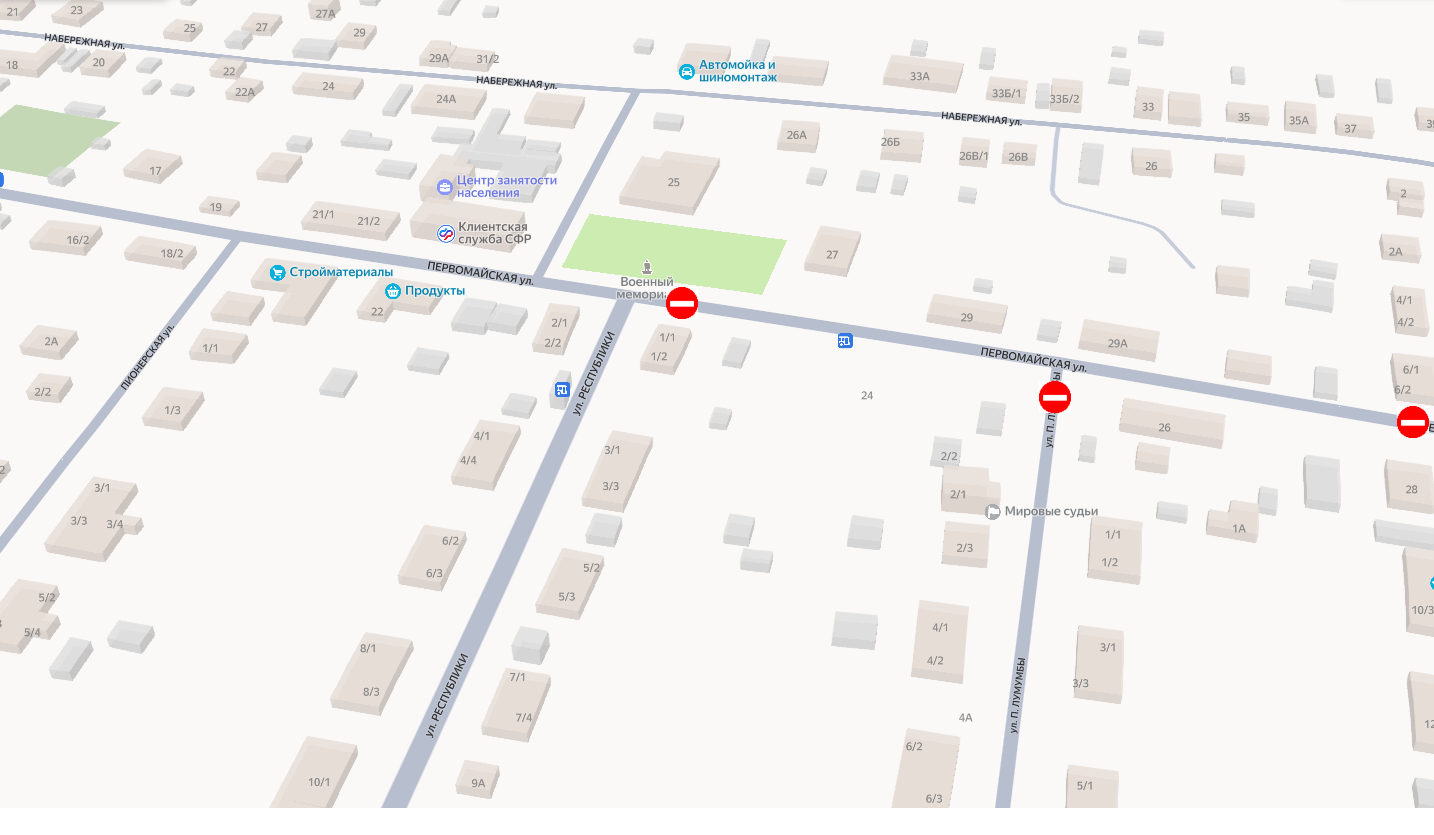 21
23
27А
НАБЕРЕЖНАЯ ул.
25
27
29
29А
31/2
18
20
22
22А
24
24А
НАБЕРЕЖНАЯ ул.
Автомойка и
шиномонтаж
33А
33Б/1
33Б/2
33
35
35А
37
НАБЕРЕЖНАЯ ул.
26А
26Б
26В/1
26В
26
17
25
2
Центр занятости
населения
19
21/1
21/2
Клиентская
служба СФР
16/2
18/2
27
2А
Стройматериалы
ПЕРВОМАЙСКАЯ ул.
Продукты
22
Военный
2/1
2/2
1/1
1/2
29
29А
4/1
4/2
2А
1/1
ПИОНЕРСКАЯ ул.
2/2
1/3
ул. РЕСПУБЛИКИ
ПЕРВОМАЙСКАЯ ул.
6/1
6/2
24
26
4/1
4/4
3/1
3/3
2/2
2/1
Мировые судьи
28
3/1
3/3
3/4
6/2
6/3
5/2
5/3
2/3
1/1
1/2
1А
5/2
5/4
10/3
8/1
8/3
7/1
7/4
4/1
4/2
3/1
3/3
ул. РЕСПУБЛИКИ
ул. П. ЛУМУМБЫ
4А
12
10/1
9А
6/2
6/3
5/1